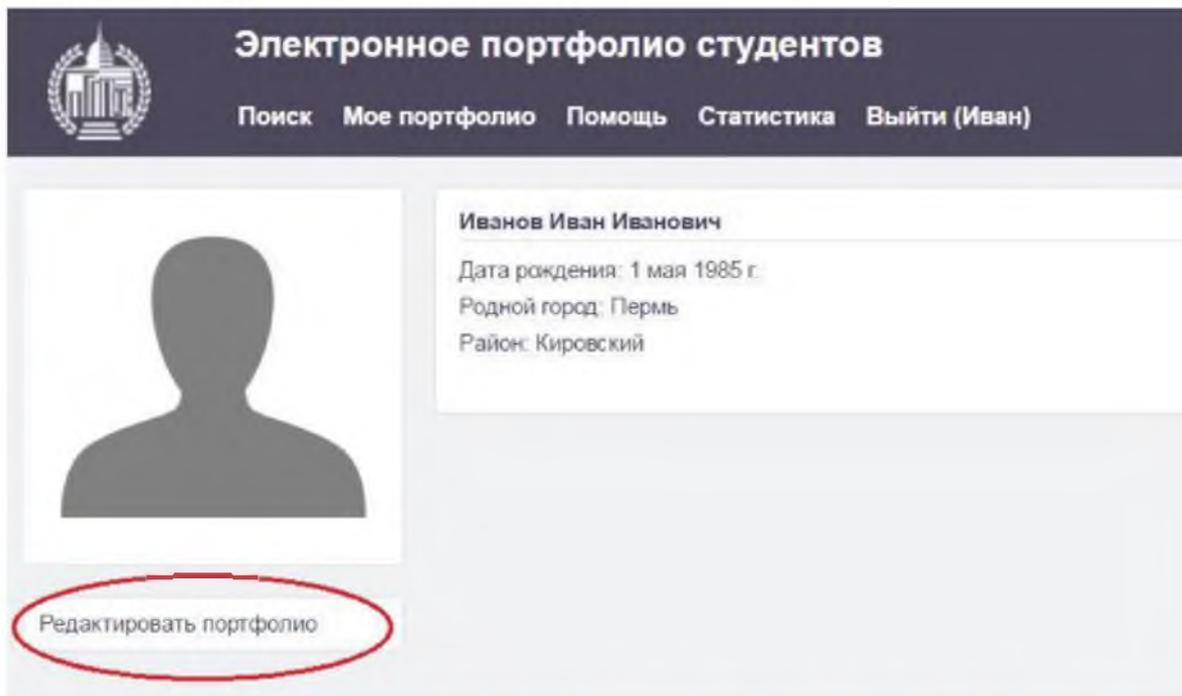 Электронное портфолио студентов
Поиск Мое портфолио Помощь Статистика Выйти (Иван)
Иванов Иван Иванович
Дата рождения: 1 мая 1985 г.
Родной город: Пермь
Район: Кировский
Редактировать портфолио